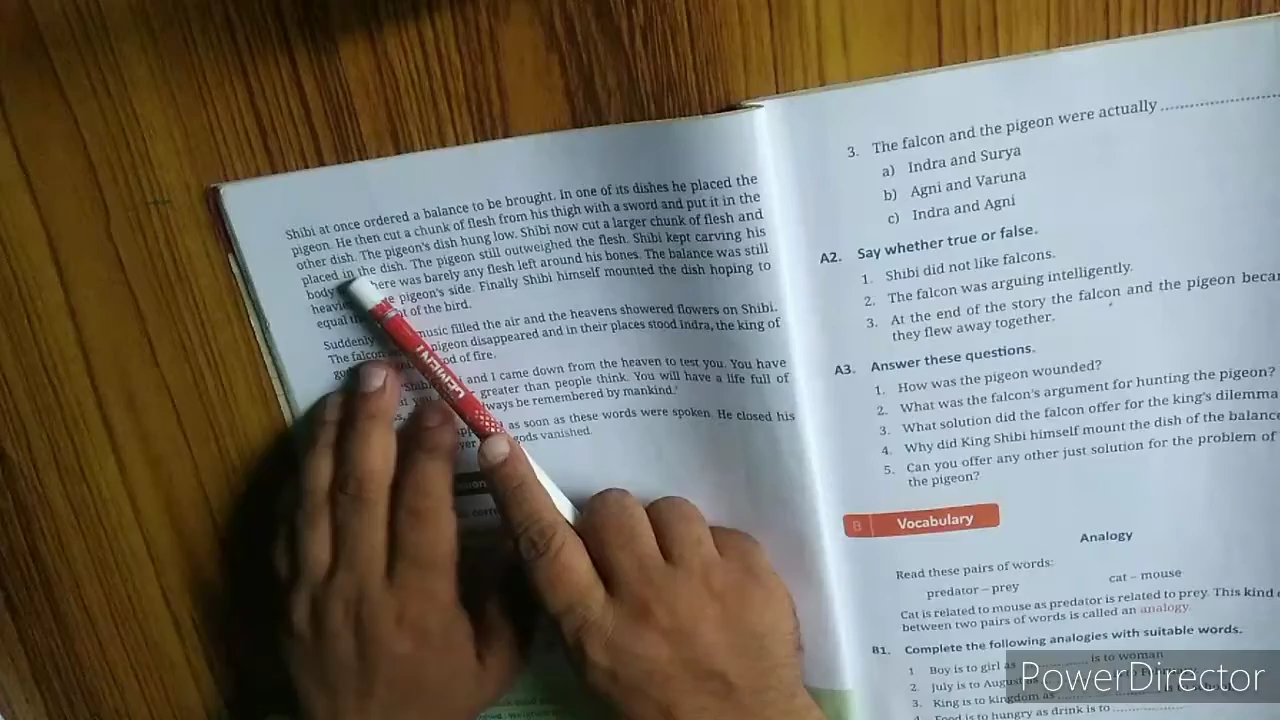 Shibi at once ordered a balance to be brought. In one of its dishes he placed the
pigeon. He then cut a chunk of flesh from his thigh with a sword and put it in the
other dish. The pigeon's dish hung low. Shibi now cut a larger chunk of flesh and
placed in the dish. The pigeon still outweighed the flesh. Shibi kept carving his
body here was barely any flesh left around his bones. The balance was still
heavie pigeon's side. Finally Shibi himself mounted the dish hoping to
equal of the bird.
Suddenly music filled the air and the heavens showered flowers on Shibi.
The falcon pigeon disappeared and in their places stood indra, the king of
od of fire.
"Shibi and I came down from the heaven to test you. You have
greater than people think. You will have a life full of
ways be remembered by mankind."
as soon as these words were spoken. He closed his
gods vanished.
DEMENT
3. The falcon and the pigeon were actually ....................
a) Indra and Surya
b) Agni and Varuna
c) Indra and Agni
A2. Say whether true or false.
1. Shibi did not like falcons.
2. The falcon was arguing intelligently.
3. At the end of the story the falcon and the pigeon becam
they flew away together.
A3. Answer these questions.
1. How was the pigeon wounded?
2. What was the falcon's argument for hunting the pigeon?
3. What solution did the falcon offer for the king's dilemma
4. Why did King Shibi himself mount the dish of the balance
5. Can you offer any other just solution for the problem of
the pigeon?
B Vocabulary
Analogy
Read these pairs of words:
predator – prey cat – mouse
Cat is related to mouse as predator is related to prey. This kind
between two pairs of words is called an analogy.
B1. Complete the following analogies with suitable words.
1 Boy is to girl as ............ is to woman
2. July is to August
3. King is to kingdom as
4 Food is to hungry as drink is to ................
PowerDirector